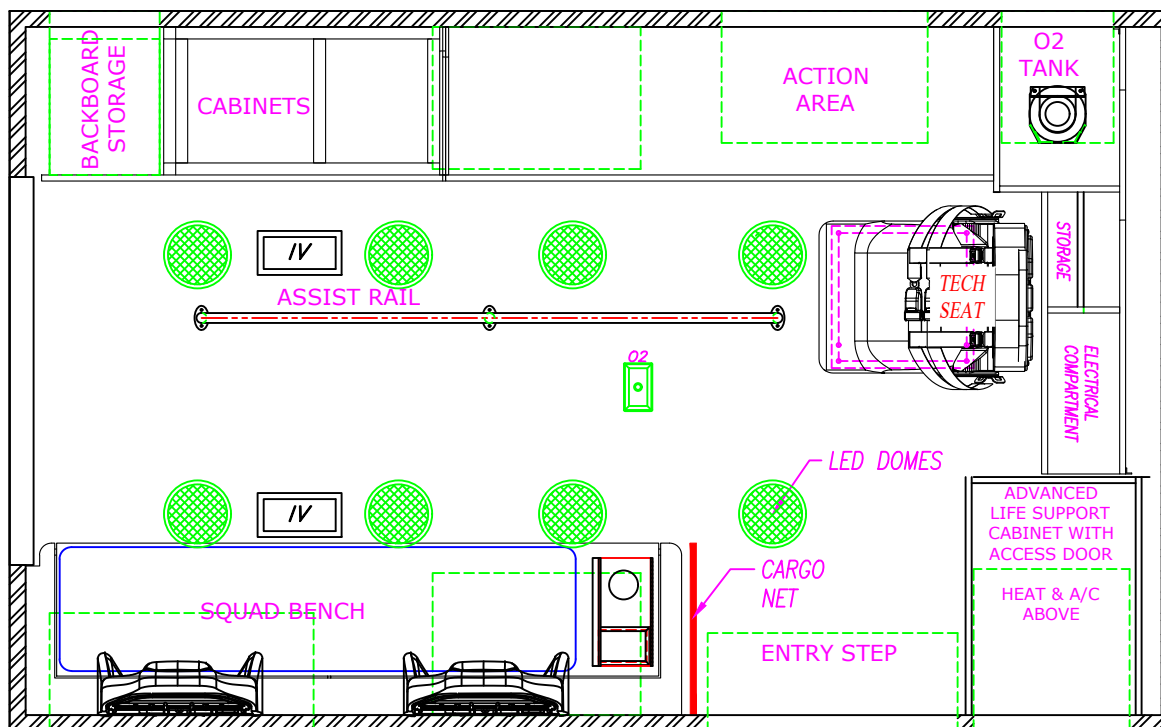 BACKBOARD
STORAGE
CABINETS
ACTION
AREA
O2
TANK
IV
ASSIST RAIL
STORAGE
TECH
SEAT
O2
ELECTRICAL
COMPARTMENT
LED DOMES
IV
ADVANCED
LIFE SUPPORT
CABINET WITH
ACCESS DOOR
HEAT & A/C
ABOVE
CARGO
NET
SQUAD BENCH
ENTRY STEP